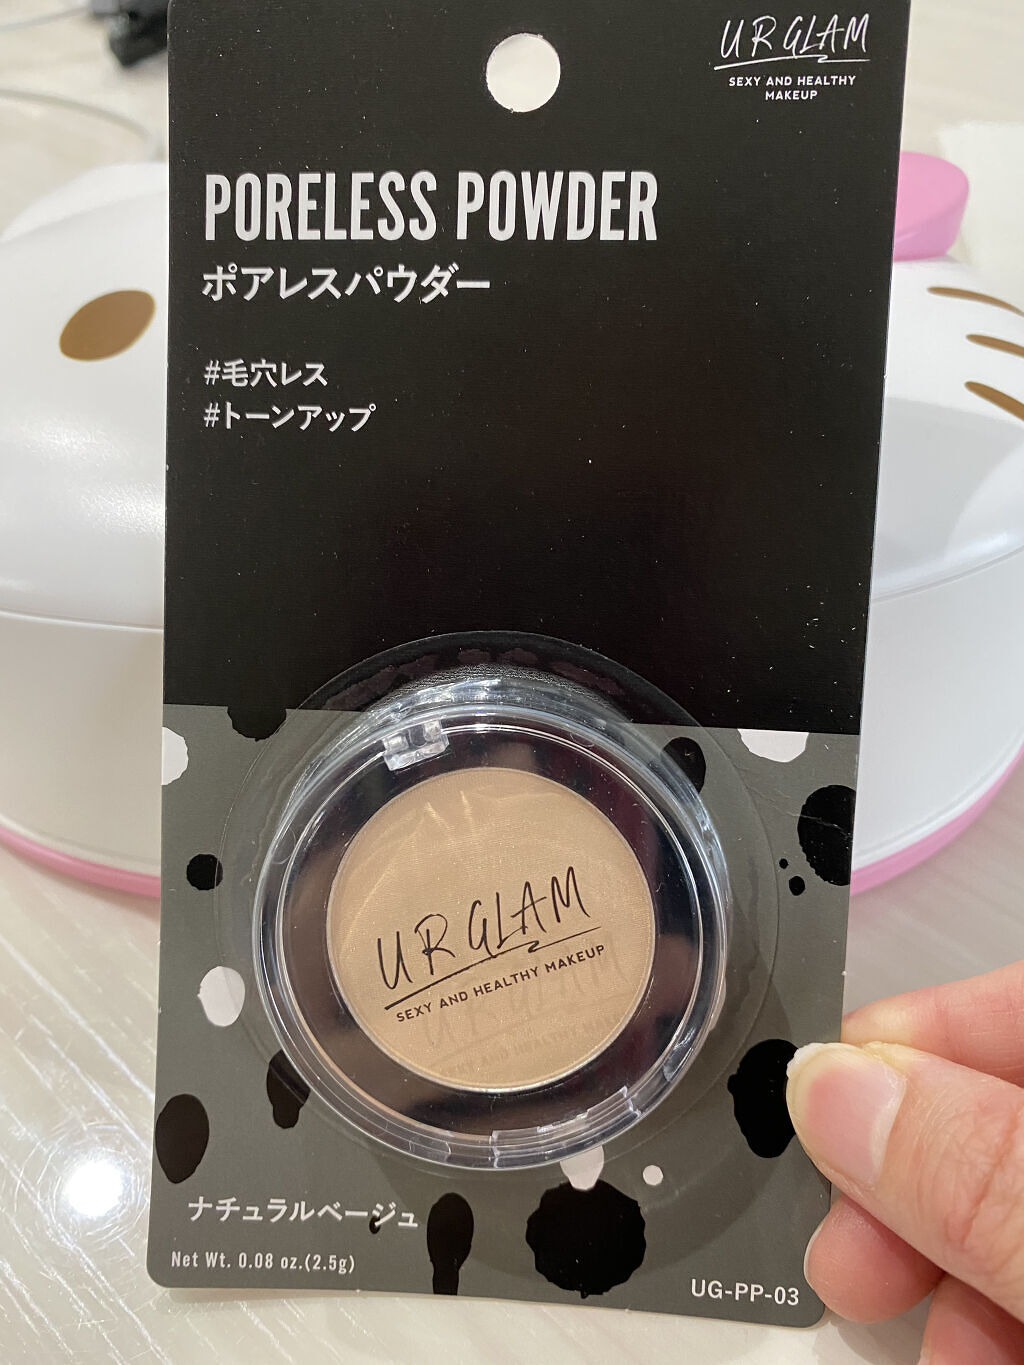 UR GLAM
SEXY AND HEALTHY
MAKEUP
PORELESS POWDER
ポアレスパウダー
#毛穴レス
#トーンアップ
UR GLAM
SEXY AND HEALTHY MAKEUP
ナチュラルベージュ
Net Wt. 0.08 oz.(2.5g)
UG-PP-03